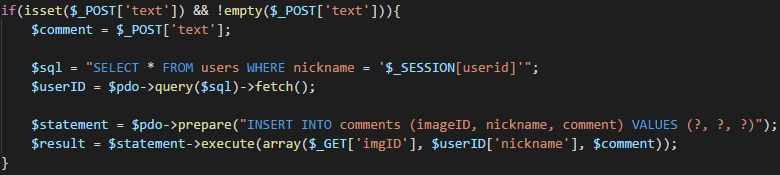 if(isset($_POST['text']) && !empty($_POST['text'])){
$comment = $_POST['text'];
$sql = "SELECT * FROM users WHERE nickname = '$_SESSION[userid]'";
$userID = $pdo->query($sql)->fetch();
$statement = $pdo->prepare("INSERT INTO comments (imageID, nickname, comment) VALUES (?, ?, ?)");
$result = $statement->execute(array($_GET['imgID'], $userID['nickname'], $comment));
}